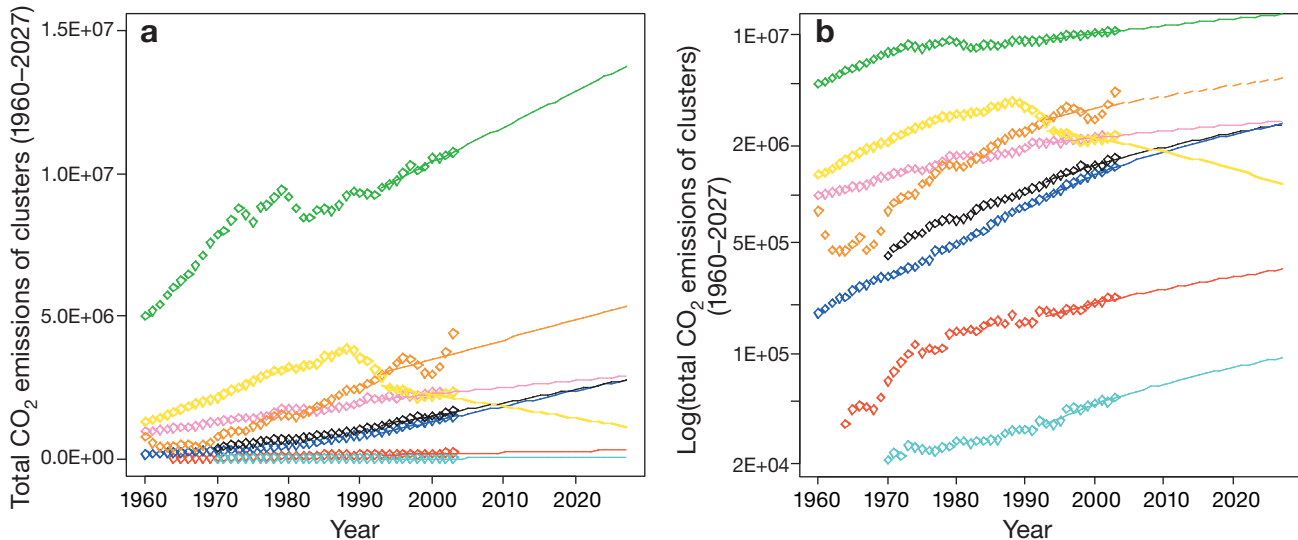 a
Total CO2 emissions of clusters (1960–2027)
1.5E+07
1.0E+07
5.0E+06
0.0E+00
1960 1970 1980 1990 2000 2010 2020
Year
b
Log(total CO2 emissions of clusters)
(1960–2027)
1E+07
2E+06
5E+05
1E+05
2E+04
1960 1970 1980 1990 2000 2010 2020
Year